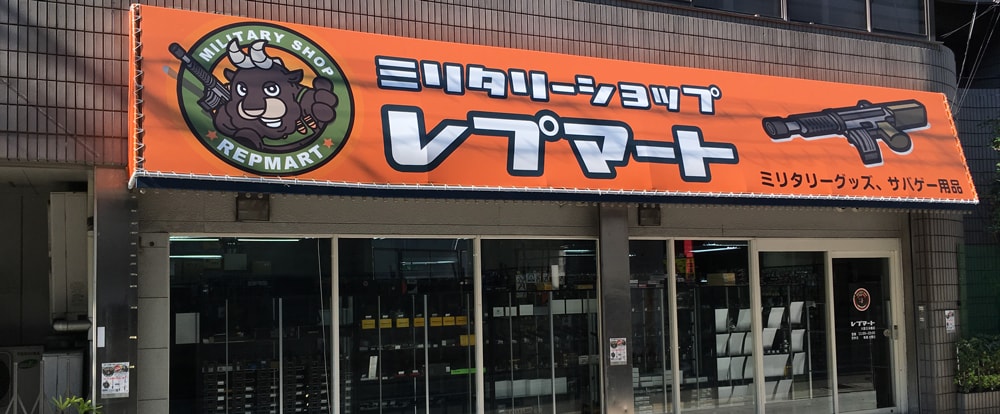 MILITARY SHOP
REPMART
ミリタリーショップ
レプマート
ミリタリーグッズ、サバゲー用品
レプマート